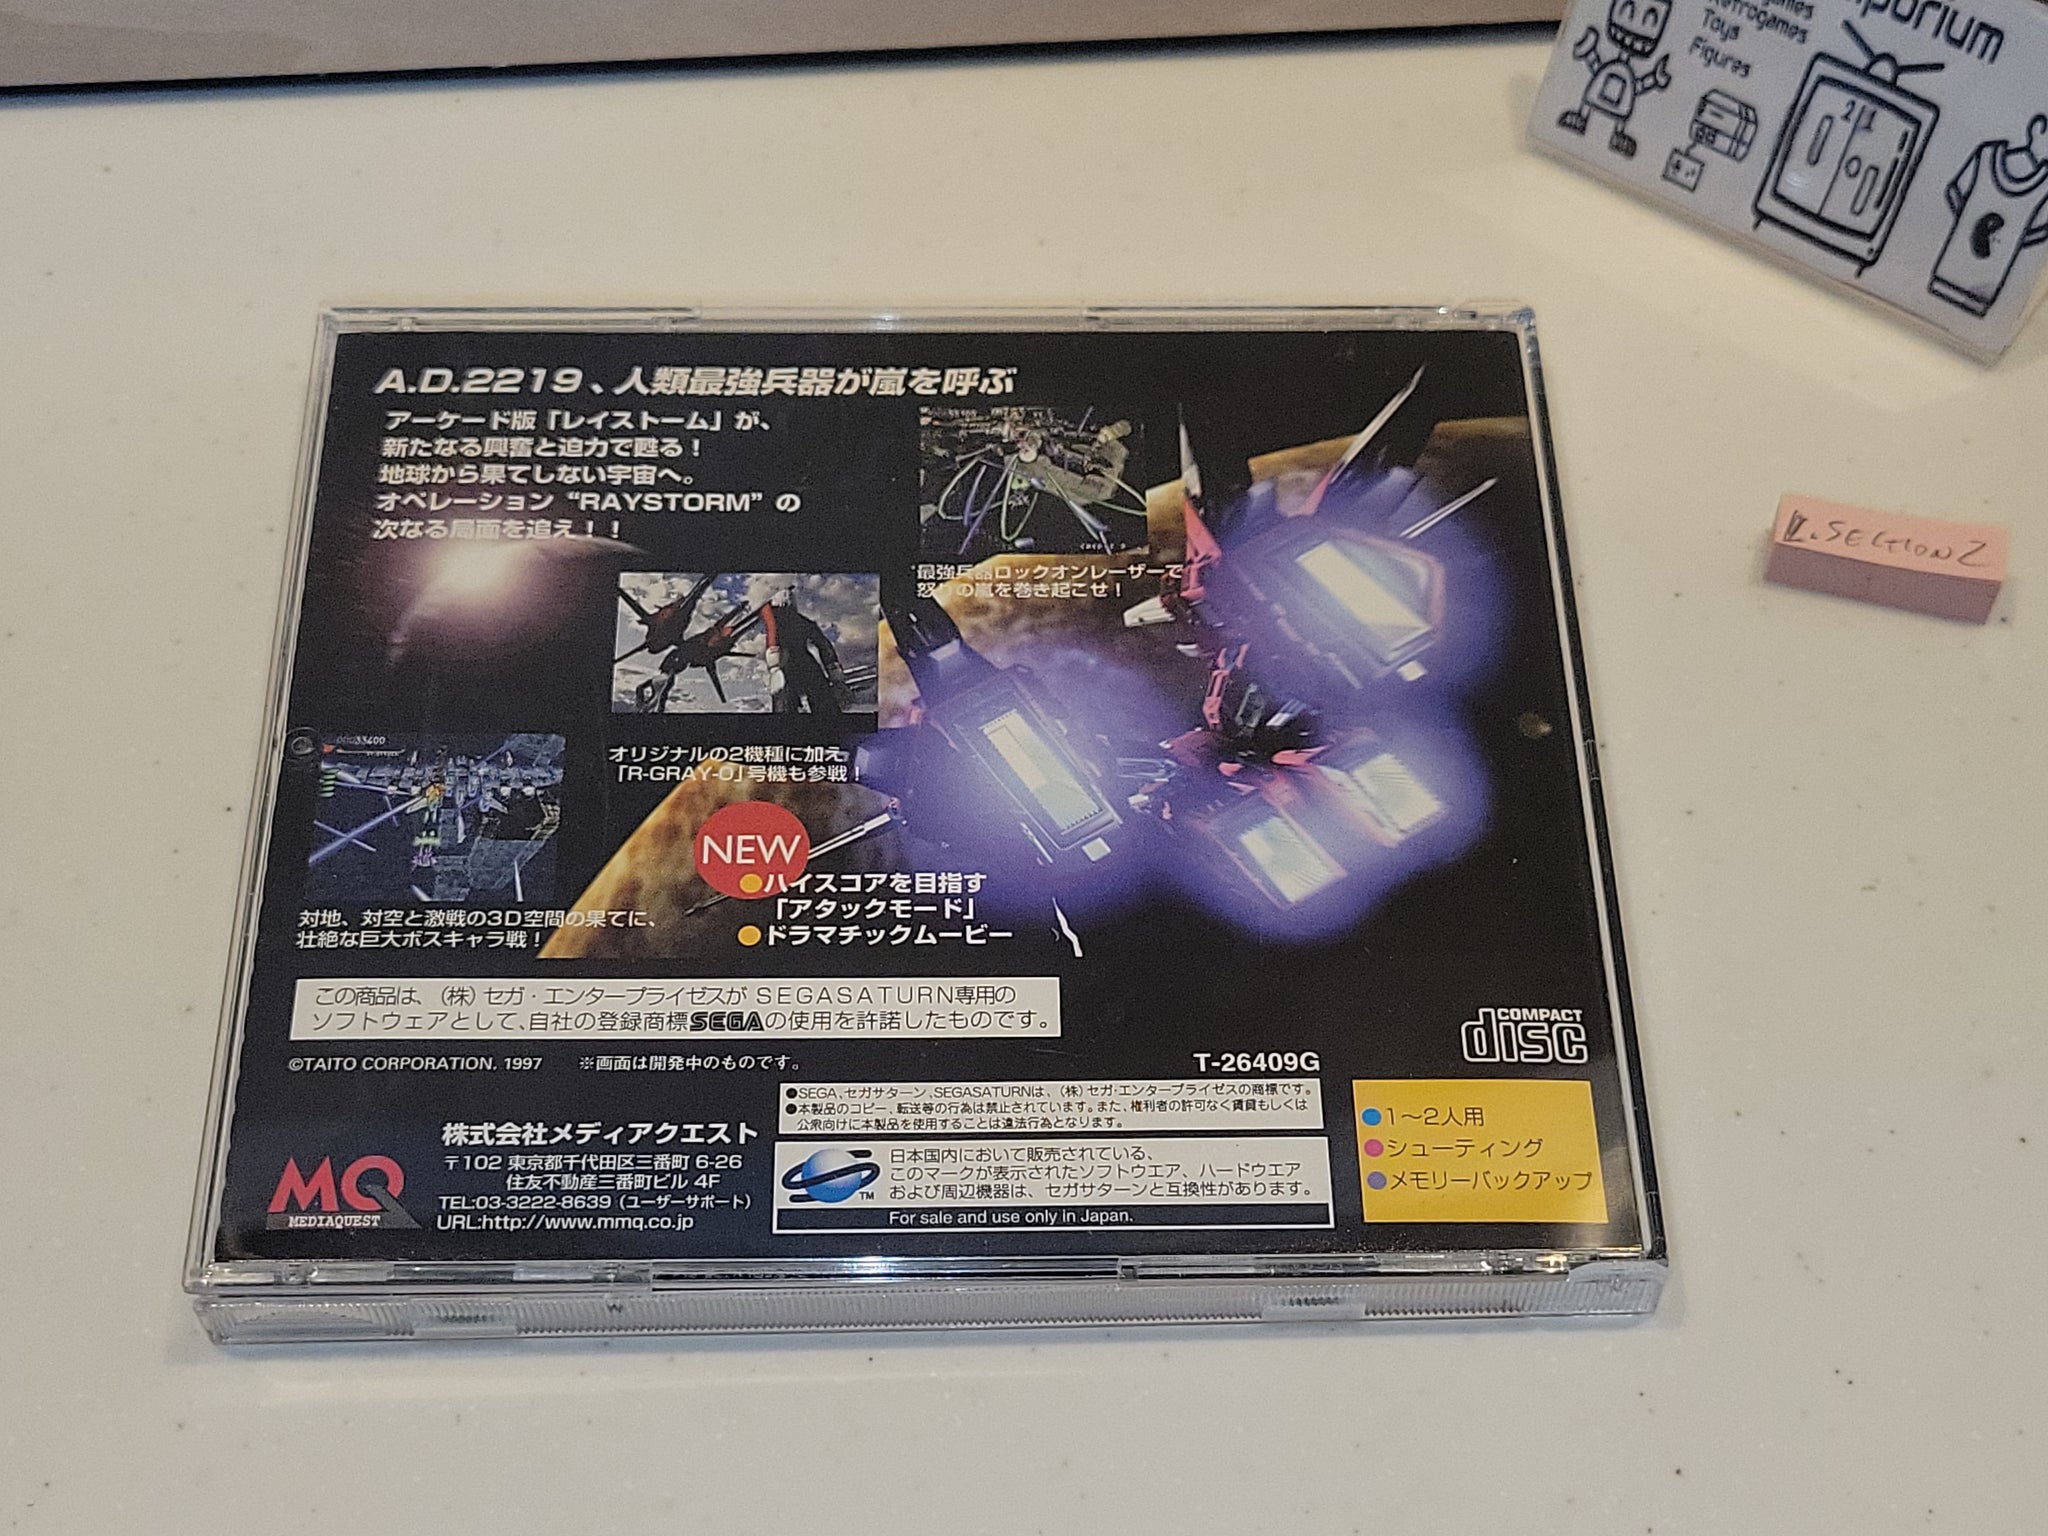 porium
Retrogames
Toys
Figures
SECTION Z
A.D.2219、人類最強兵器が嵐を呼ぶ
アーケード版「レイストーム」が、
新たなる興奮と迫力で甦る！
地球から果てしない宇宙へ。
オペレーション“RAYSTORM”の
次なる局面を追え！！
最強兵器ロックオンレーザーで
怒りの嵐を巻き起こせ！
オリジナルの2機種に加え
「R-GRAY-0」号機も参戦！
00033400
対地、対空と激戦の3D空間の果てに、
壮絶な巨大ボスキャラ戦！
NEW
●ハイスコアを目指す
「アタックモード」
●ドラマチックムービー
この商品は、（株）セガ・エンタープライゼスが SEGASATURN専用の
ソフトウェアとして、自社の登録商標SEGAの使用を許諾したものです。
©TAITO CORPORATION. 1997 ※画面は開発中のものです。
T-26409G
COMPACT
disc
●SEGA、セガサターン、SEGASATURNは、（株）セガ・エンタープライゼスの商標です。
●本製品のコピー、転送等の行為は禁止されています。また、権利者の許可なく賃貸もしくは
公衆向けに本製品を使用することは違法行為となります。
MQ
MEDIAQUEST
株式会社メディアクエスト
〒102 東京都千代田区三番町 6-26
住友不動産三番町ビル 4F
TEL:03-3222-8639（ユーザーサポート）
URL:http://www.mmq.co.jp
TM
日本国内において販売されている、
このマークが表示されたソフトウエア、ハードウエア
および周辺機器は、セガサターンと互換性があります。
For sale and use only in Japan.
●1～2人用
●シューティング
●メモリーバックアップ